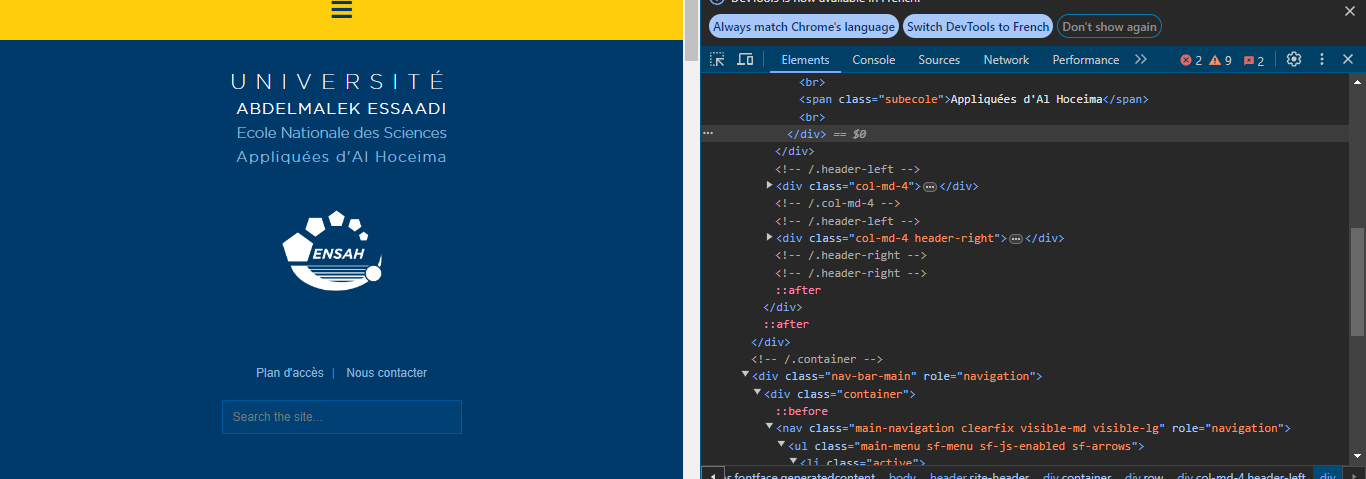 UNIVERSITÉ
ABDELMALEK ESSAADI
Ecole Nationale des Sciences
Appliquées d'Al Hoceima
ENSAH
Plan d'accès |
Nous contacter
Search the site...
DevTools is now available in French!
Always match Chrome's language
Switch DevTools to French
Don't show again
Elements
Console
Sources
Network
Performance
2
9
2
<br>
<span class="subecole">Appliquées d'Al Hoceima</span>
<br>
</div> == $0
</div>
<!-- /.header-left -->
<div class="col-md-4">… </div>
<!-- /.col-md-4 -->
<!-- /.header-left -->
<div class="col-md-4 header-right">… </div>
<!-- /.header-right -->
<!-- /.header-right -->
::after
</div>
::after
</div>
<!-- /.container -->
<div class="nav-bar-main" role="navigation">
<div class="container">
::before
<nav class="main-navigation clearfix visible-md visible-lg" role="navigation">
<ul class="main-menu sf-menu sf-js-enabled sf-arrows">
<li class="active">
s.fontface.generatedcontent
body
header.site-header
div.container
div.row
div.col-md-4.header-left
div